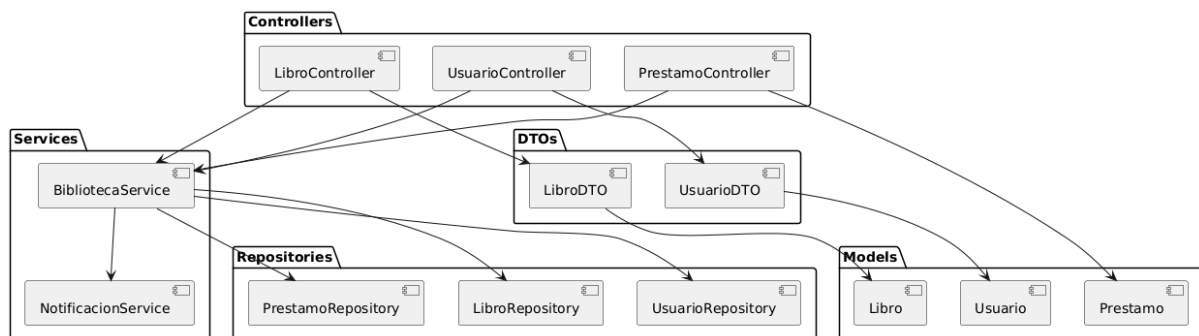 Controllers
LibroController
UsuarioController
PrestamoController
Services
BibliotecaService
NotificacionService
DTOs
LibroDTO
UsuarioDTO
Repositories
PrestamoRepository
LibroRepository
UsuarioRepository
Models
Libro
Usuario
Prestamo